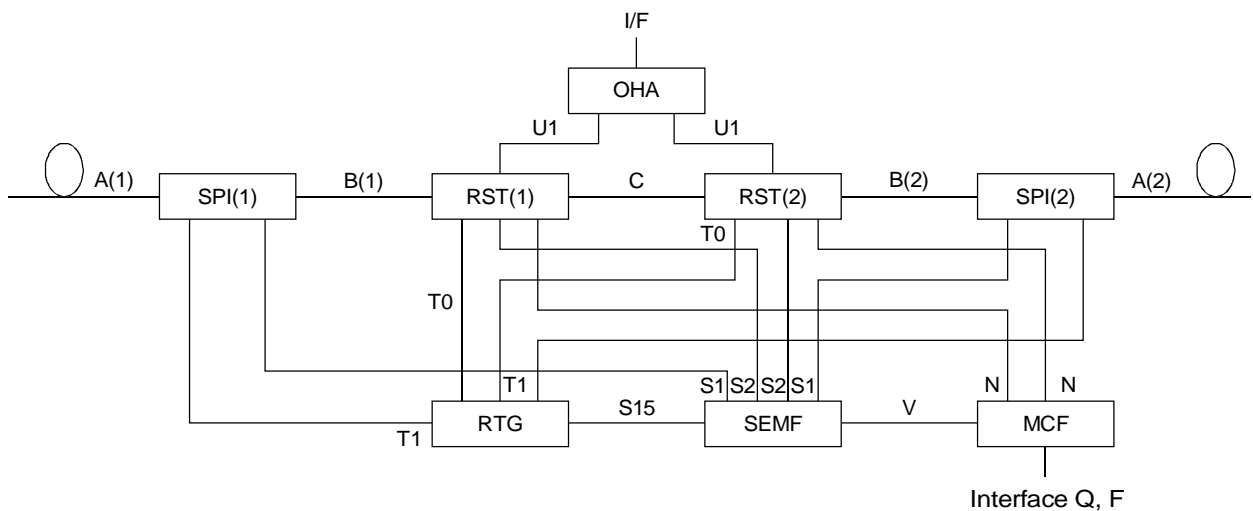 I/F
OHA
U1 U1
A(1) SPI(1) B(1) RST(1) C RST(2) B(2) SPI(2) A(2)
T0
T0
T1 S1 S2 S2 S1 N N
T1 RTG S15 SEMF V MCF
Interface Q, F